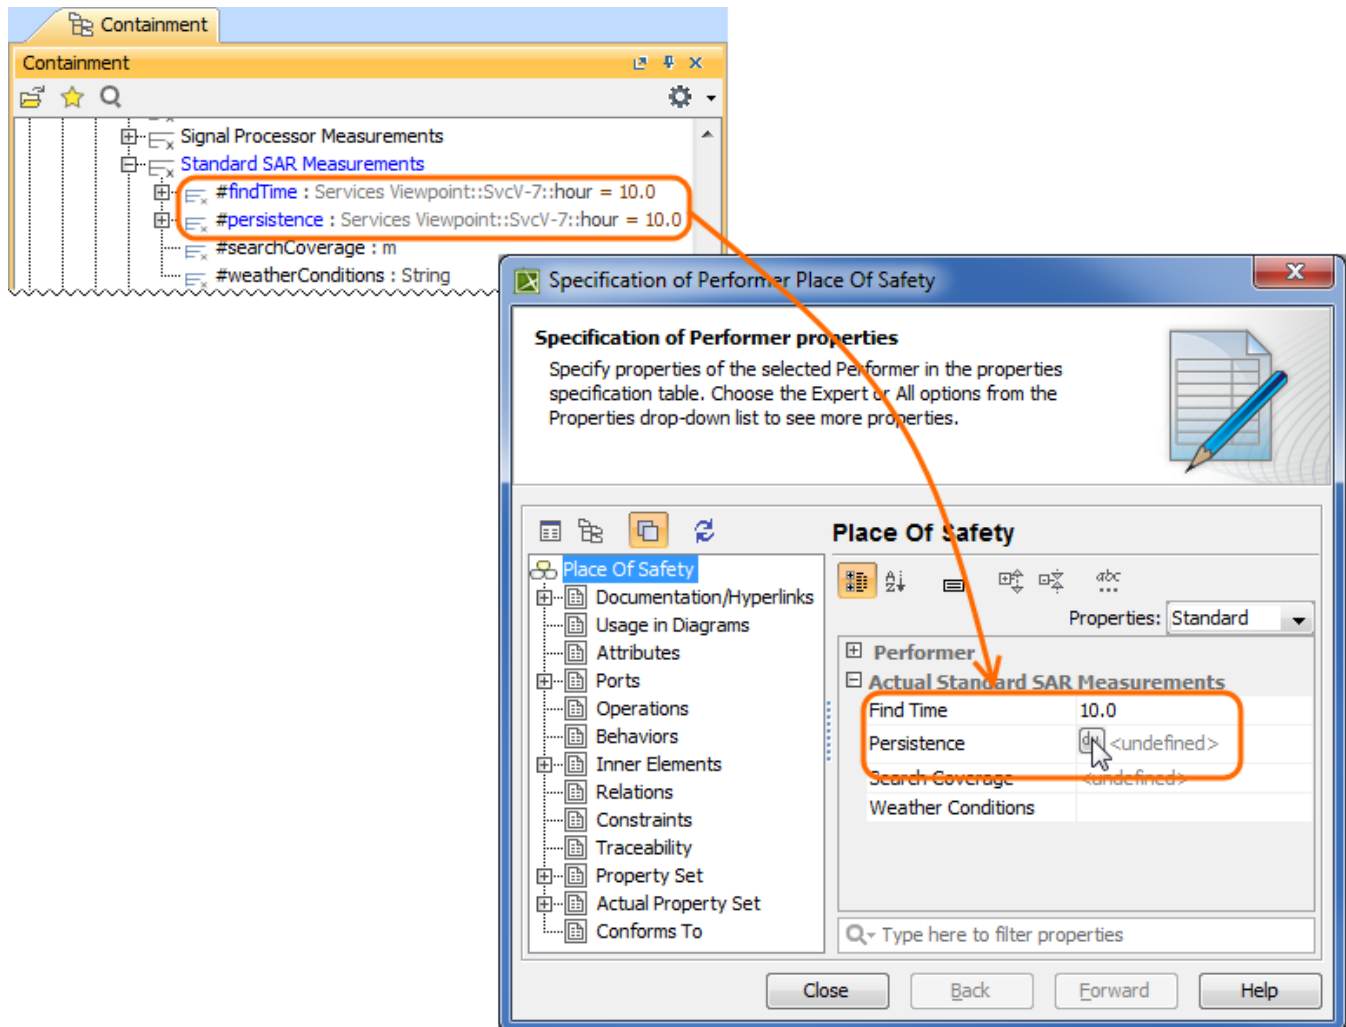 Containment
Containment
Signal Processor Measurements
Standard SAR Measurements
#findTime : Services Viewpoint::SvcV-7::hour = 10.0
#persistence : Services Viewpoint::SvcV-7::hour = 10.0
#searchCoverage : m
#weatherConditions : String
Specification of Performer Place Of Safety
X
Specification of Performer properties
Specify properties of the selected Performer in the properties
specification table. Choose the Expert or All options from the
Properties drop-down list to see more properties.
Place Of Safety
Documentation/Hyperlinks
Usage in Diagrams
Attributes
Ports
Operations
Behaviors
Inner Elements
Relations
Constraints
Traceability
Property Set
Actual Property Set
Conforms To
Place Of Safety
abc
Properties: Standard
Performer
Actual Standard SAR Measurements
Find Time 10.0
Persistence <undefined>
Search Coverage <undefined>
Weather Conditions
Type here to filter properties
Close Back Forward Help